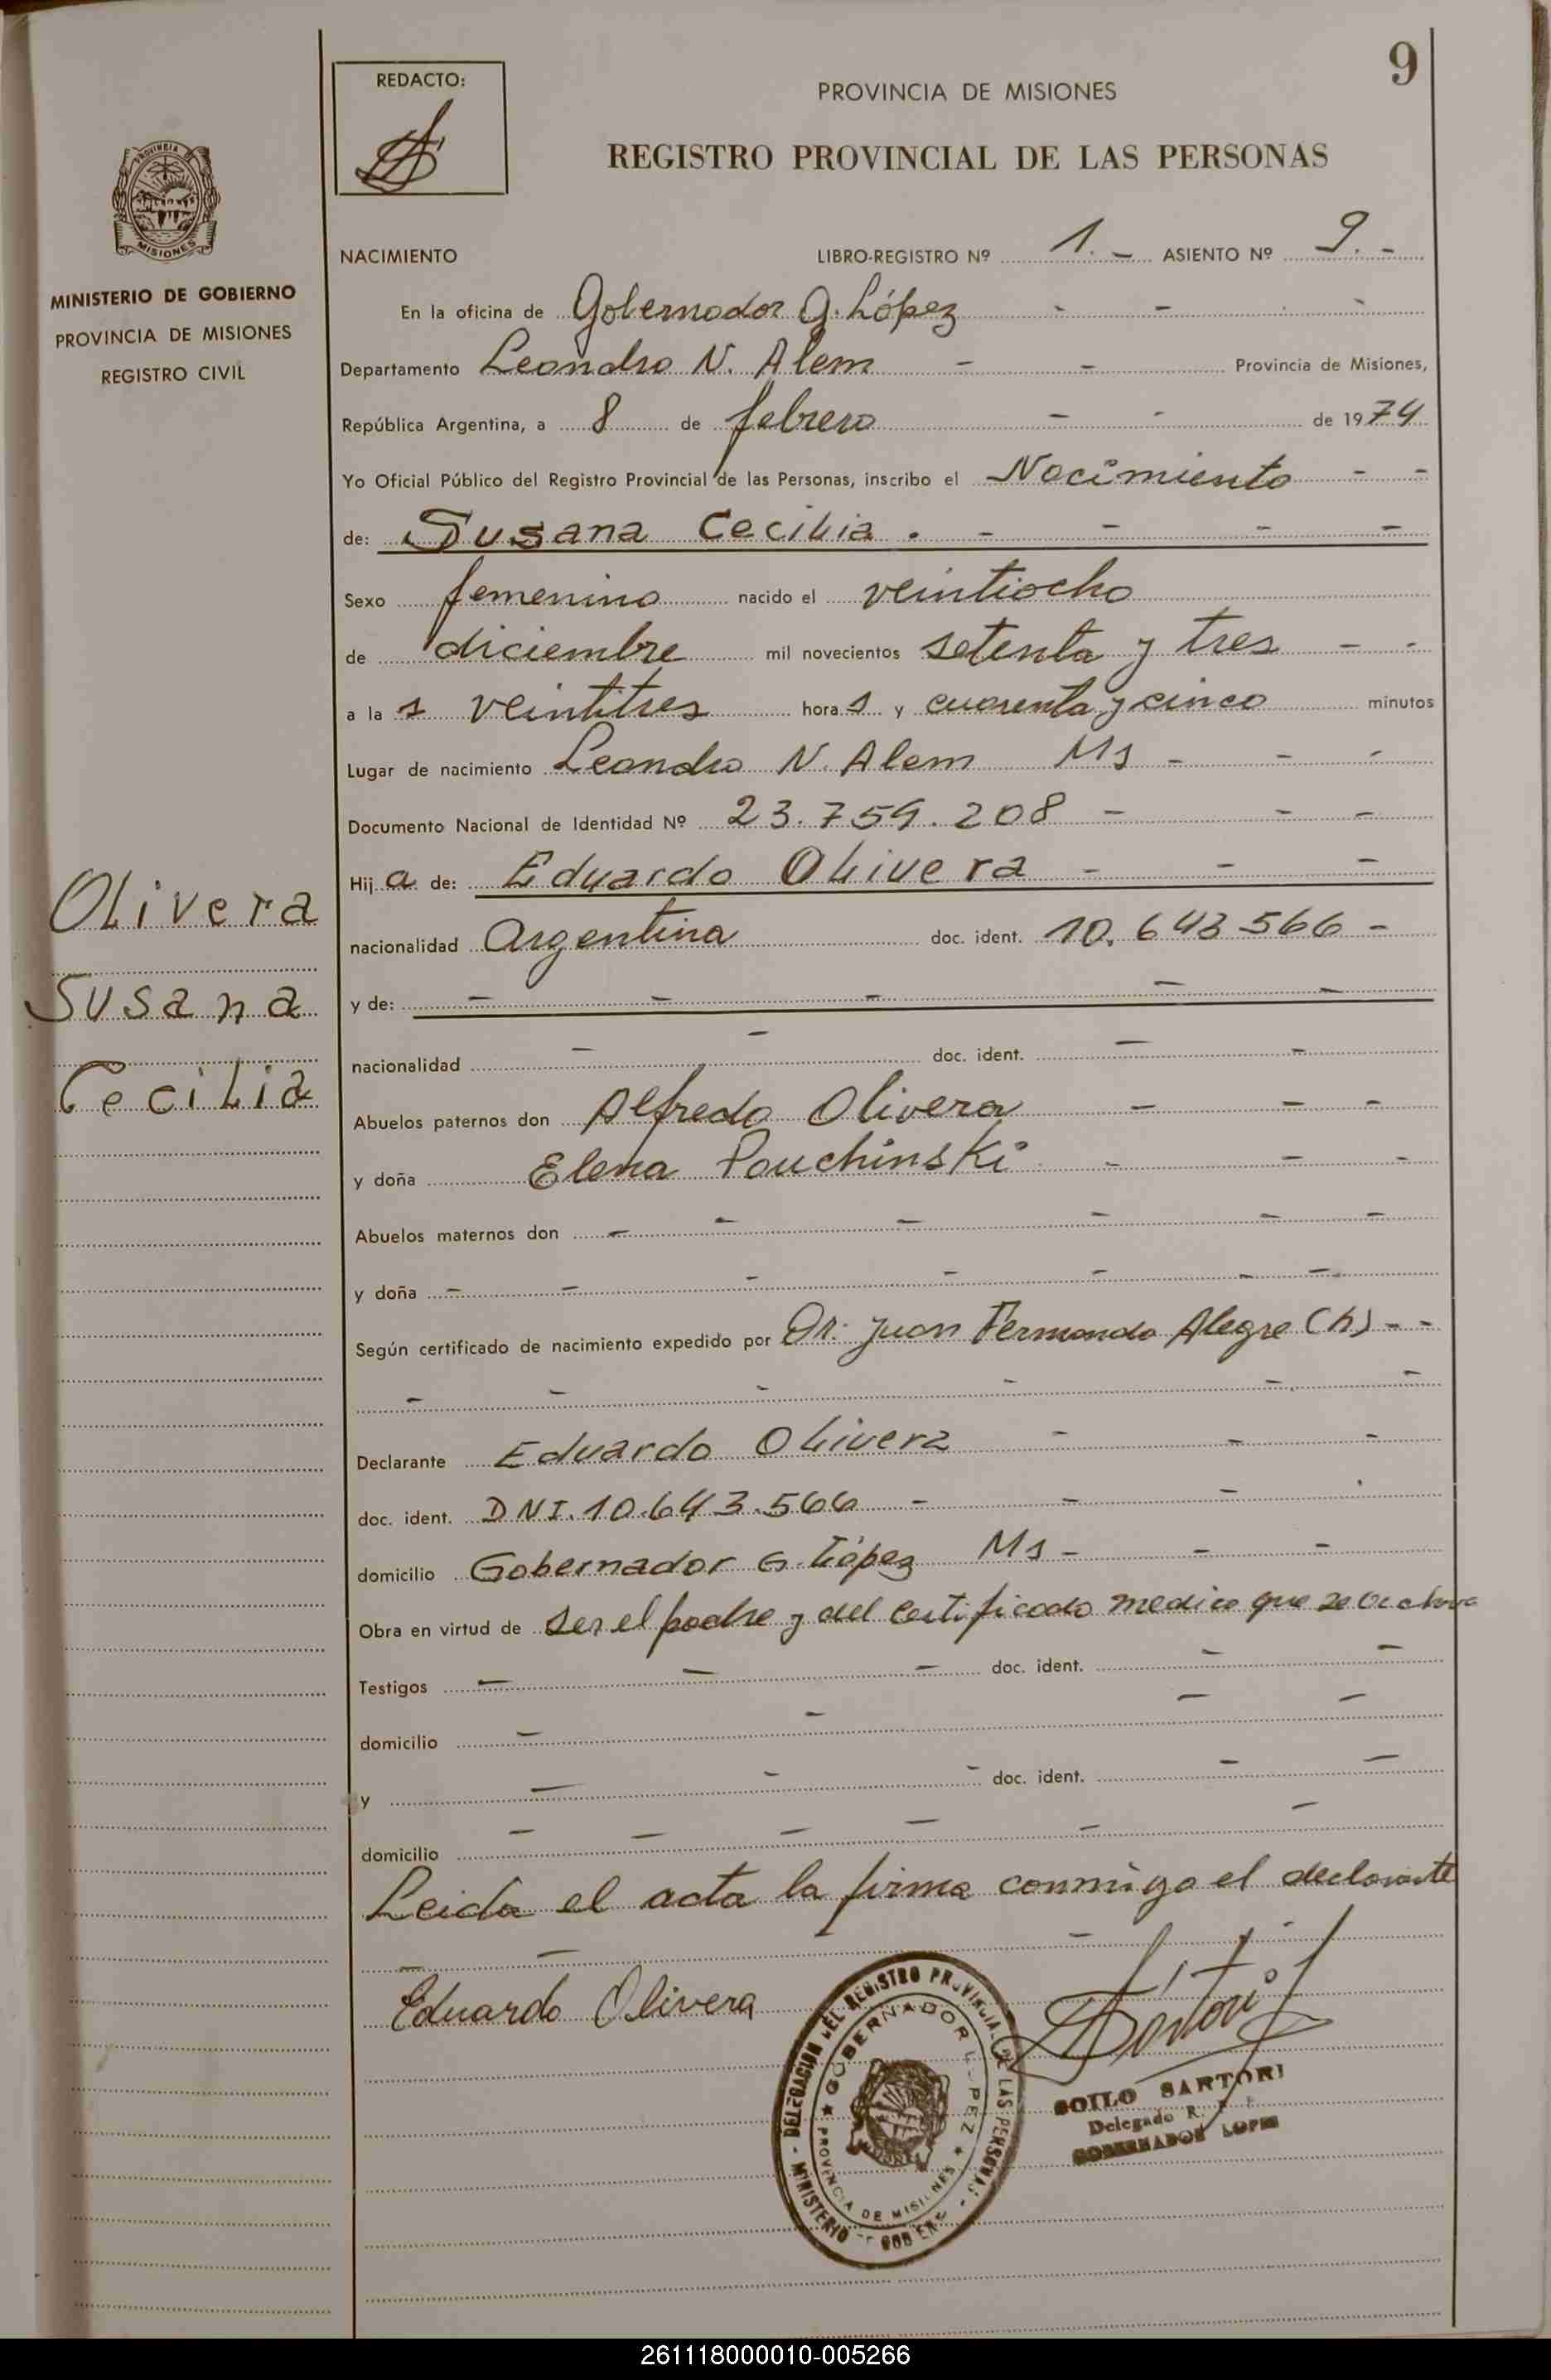 9
REDACTO:
PROVINCIA DE MISIONES
REGISTRO PROVINCIAL DE LAS PERSONAS
PROVINCIA DE
MISIONES
MINISTERIO DE GOBIERNO
PROVINCIA DE MISIONES
REGISTRO CIVIL
NACIMIENTO LIBRO-REGISTRO Nº 1. - ASIENTO Nº 9. -
En la oficina de Gobernador G. López - - -
Departamento Leandro N. Alem - - Provincia de Misiones,
República Argentina, a 8 de febrero - - de 1974
Yo Oficial Público del Registro Provincial de las Personas, inscribo el Nacimiento - -
de: Susana Cecilia . - - - -
Sexo femenino nacido el veintiocho
de diciembre mil novecientos setenta y tres - -
a la s veintitres hora s y cuarenta y cinco minutos
Lugar de nacimiento Leandro N. Alem Ms - - -
Documento Nacional de Identidad Nº 23.759.208 - - -
Hij a de: Eduardo Olivera - - -
nacionalidad Argentina doc. ident. 10.643566 -
y de: - - - - -
nacionalidad - - doc. ident. - -
Abuelos paternos don Alfredo Olivera - - -
y doña Elena Pouchinski - - -
Abuelos maternos don - - - - - -
y doña - - - - - - -
Según certificado de nacimiento expedido por Dr. Juan Fernando Alegre (h) - -
- - - - - -
Declarante Eduardo Olivera - - -
doc. ident. DNI. 10.643.566 - - -
domicilio Gobernador G. López Ms - - -
Obra en virtud de ser el padre y del certificado medico que se archiva
Testigos - - - doc. ident. - -
domicilio - - - -
y - - - doc. ident. - -
domicilio - - - - - -
Leida el acta la firma conmigo el declarante
- - -
Eduardo Olivera
Sartori
SOILO SARTORI
Delegado R.
GOBERNADOR LOPEZ
DELEGACION DEL REGISTRO PROVINCIAL DE LAS PERSONAS - MINISTERIO
GOBERNADOR LOPEZ
PROVINCIA DE MISIONES
Olivera
Susana
Cecilia
261118000010-005266